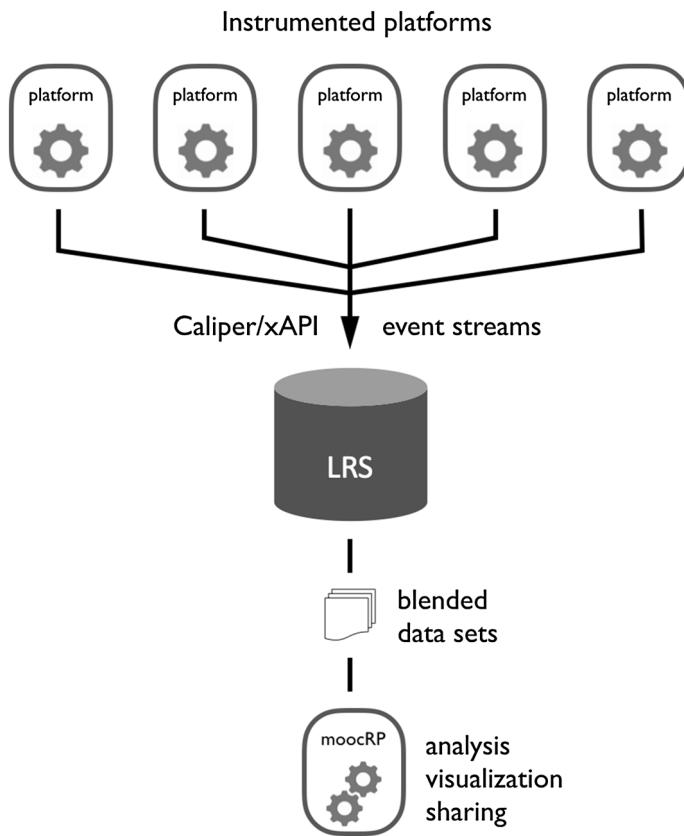 Instrumented platforms
platform platform platform platform platform
Caliper/xAPI event streams
LRS
blended
data sets
moocRP
analysis
visualization
sharing